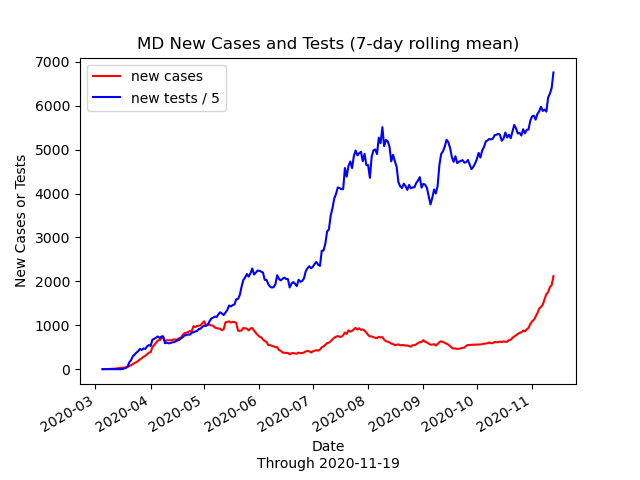 MD New Cases and Tests (7-day rolling mean)
new cases
new tests / 5
7000
6000
5000
4000
3000
2000
1000
0
New Cases or Tests
2020-03
2020-04
2020-05
2020-06
2020-07
2020-08
2020-09
2020-10
2020-11
Date
Through 2020-11-19